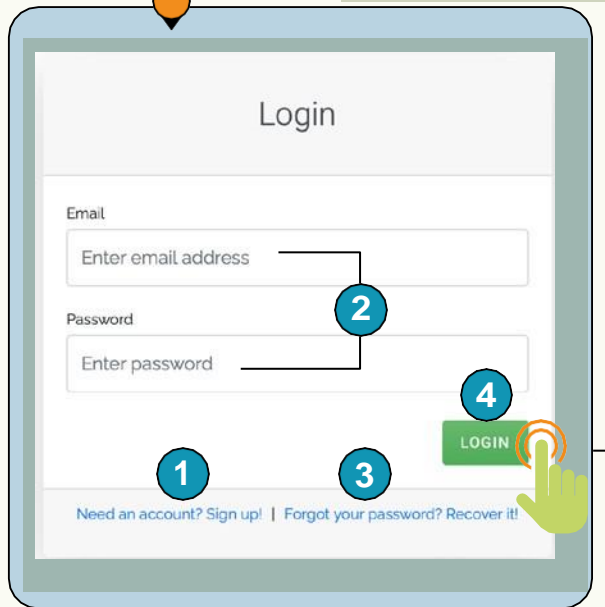 Login
Email
Enter email address
2
Password
Enter password
4
LOGIN
1
3
Need an account? Sign up! | Forgot your password? Recover it!